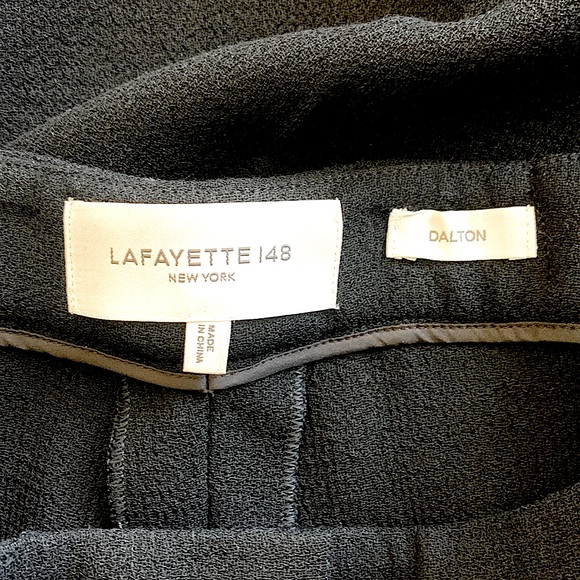 LAFAYETTE 148
NEW YORK
DALTON
MADE
IN CHINA